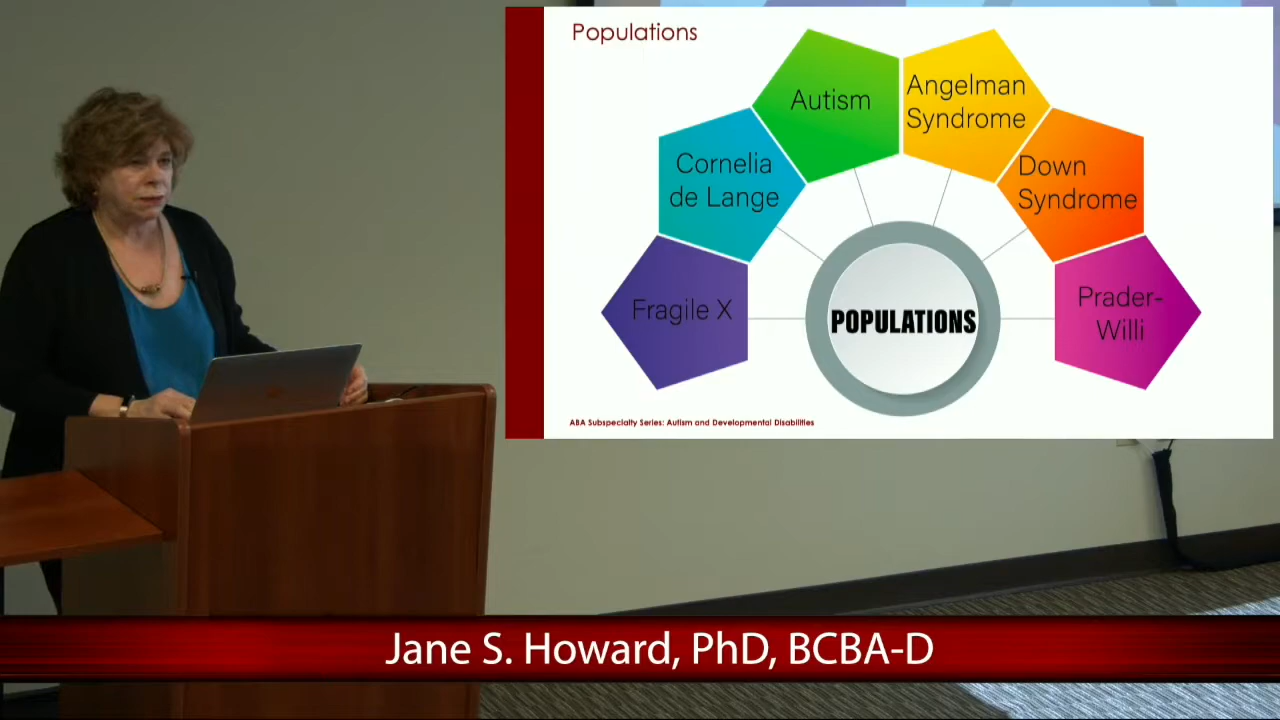 Populations
Autism
Angelman
Syndrome
Cornelia
de Lange
Down
Syndrome
Fragile X
POPULATIONS
Prader-
Willi
ABA Subspecialty Series: Autism and Developmental Disabilities
Jane S. Howard, PhD, BCBA-D